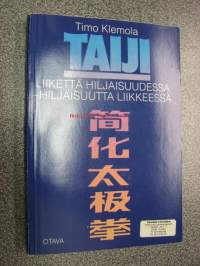 Timo Klemola
TAIJI
LIIKETTÄ HILJAISUUDESSA
-HILJAISUUTTA LIIKKEESSÄ
简化太极拳
OTAVA